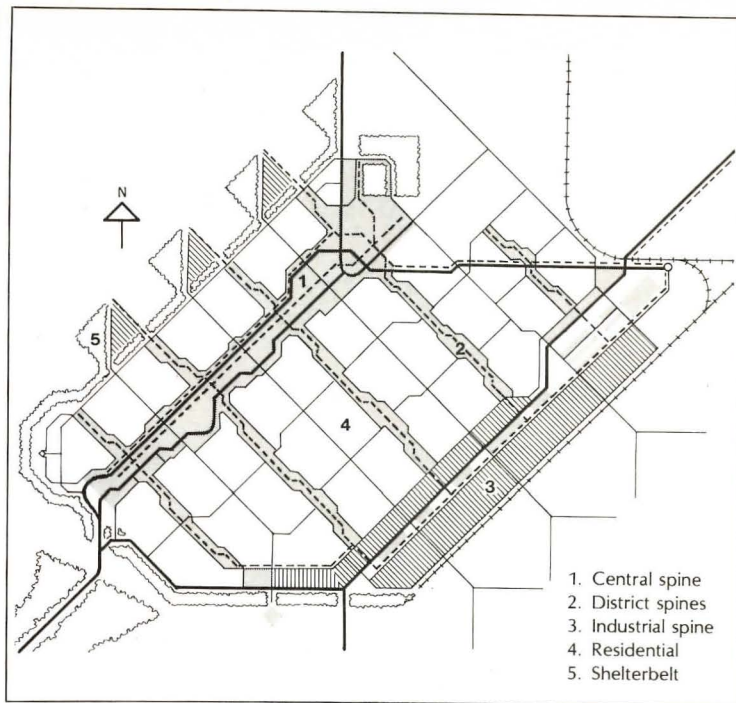 N
1
2
3
4
5
1. Central spine
2. District spines
3. Industrial spine
4. Residential
5. Shelterbelt